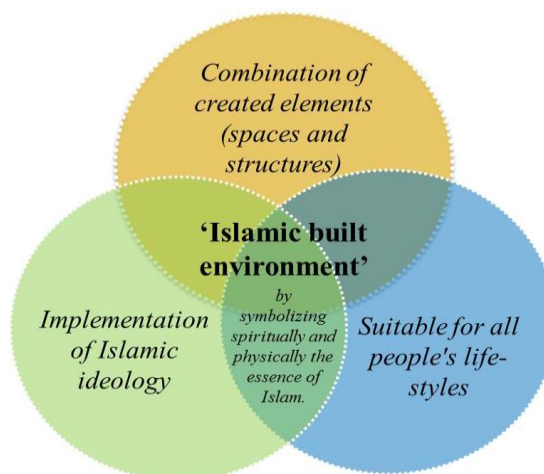 Combination of
created elements
(spaces and
structures)
‘Islamic built
environment’
by
symbolizing
spiritually and
physically the
essence of
Islam.
Implementation
of Islamic
ideology
Suitable for all
people's life-
styles